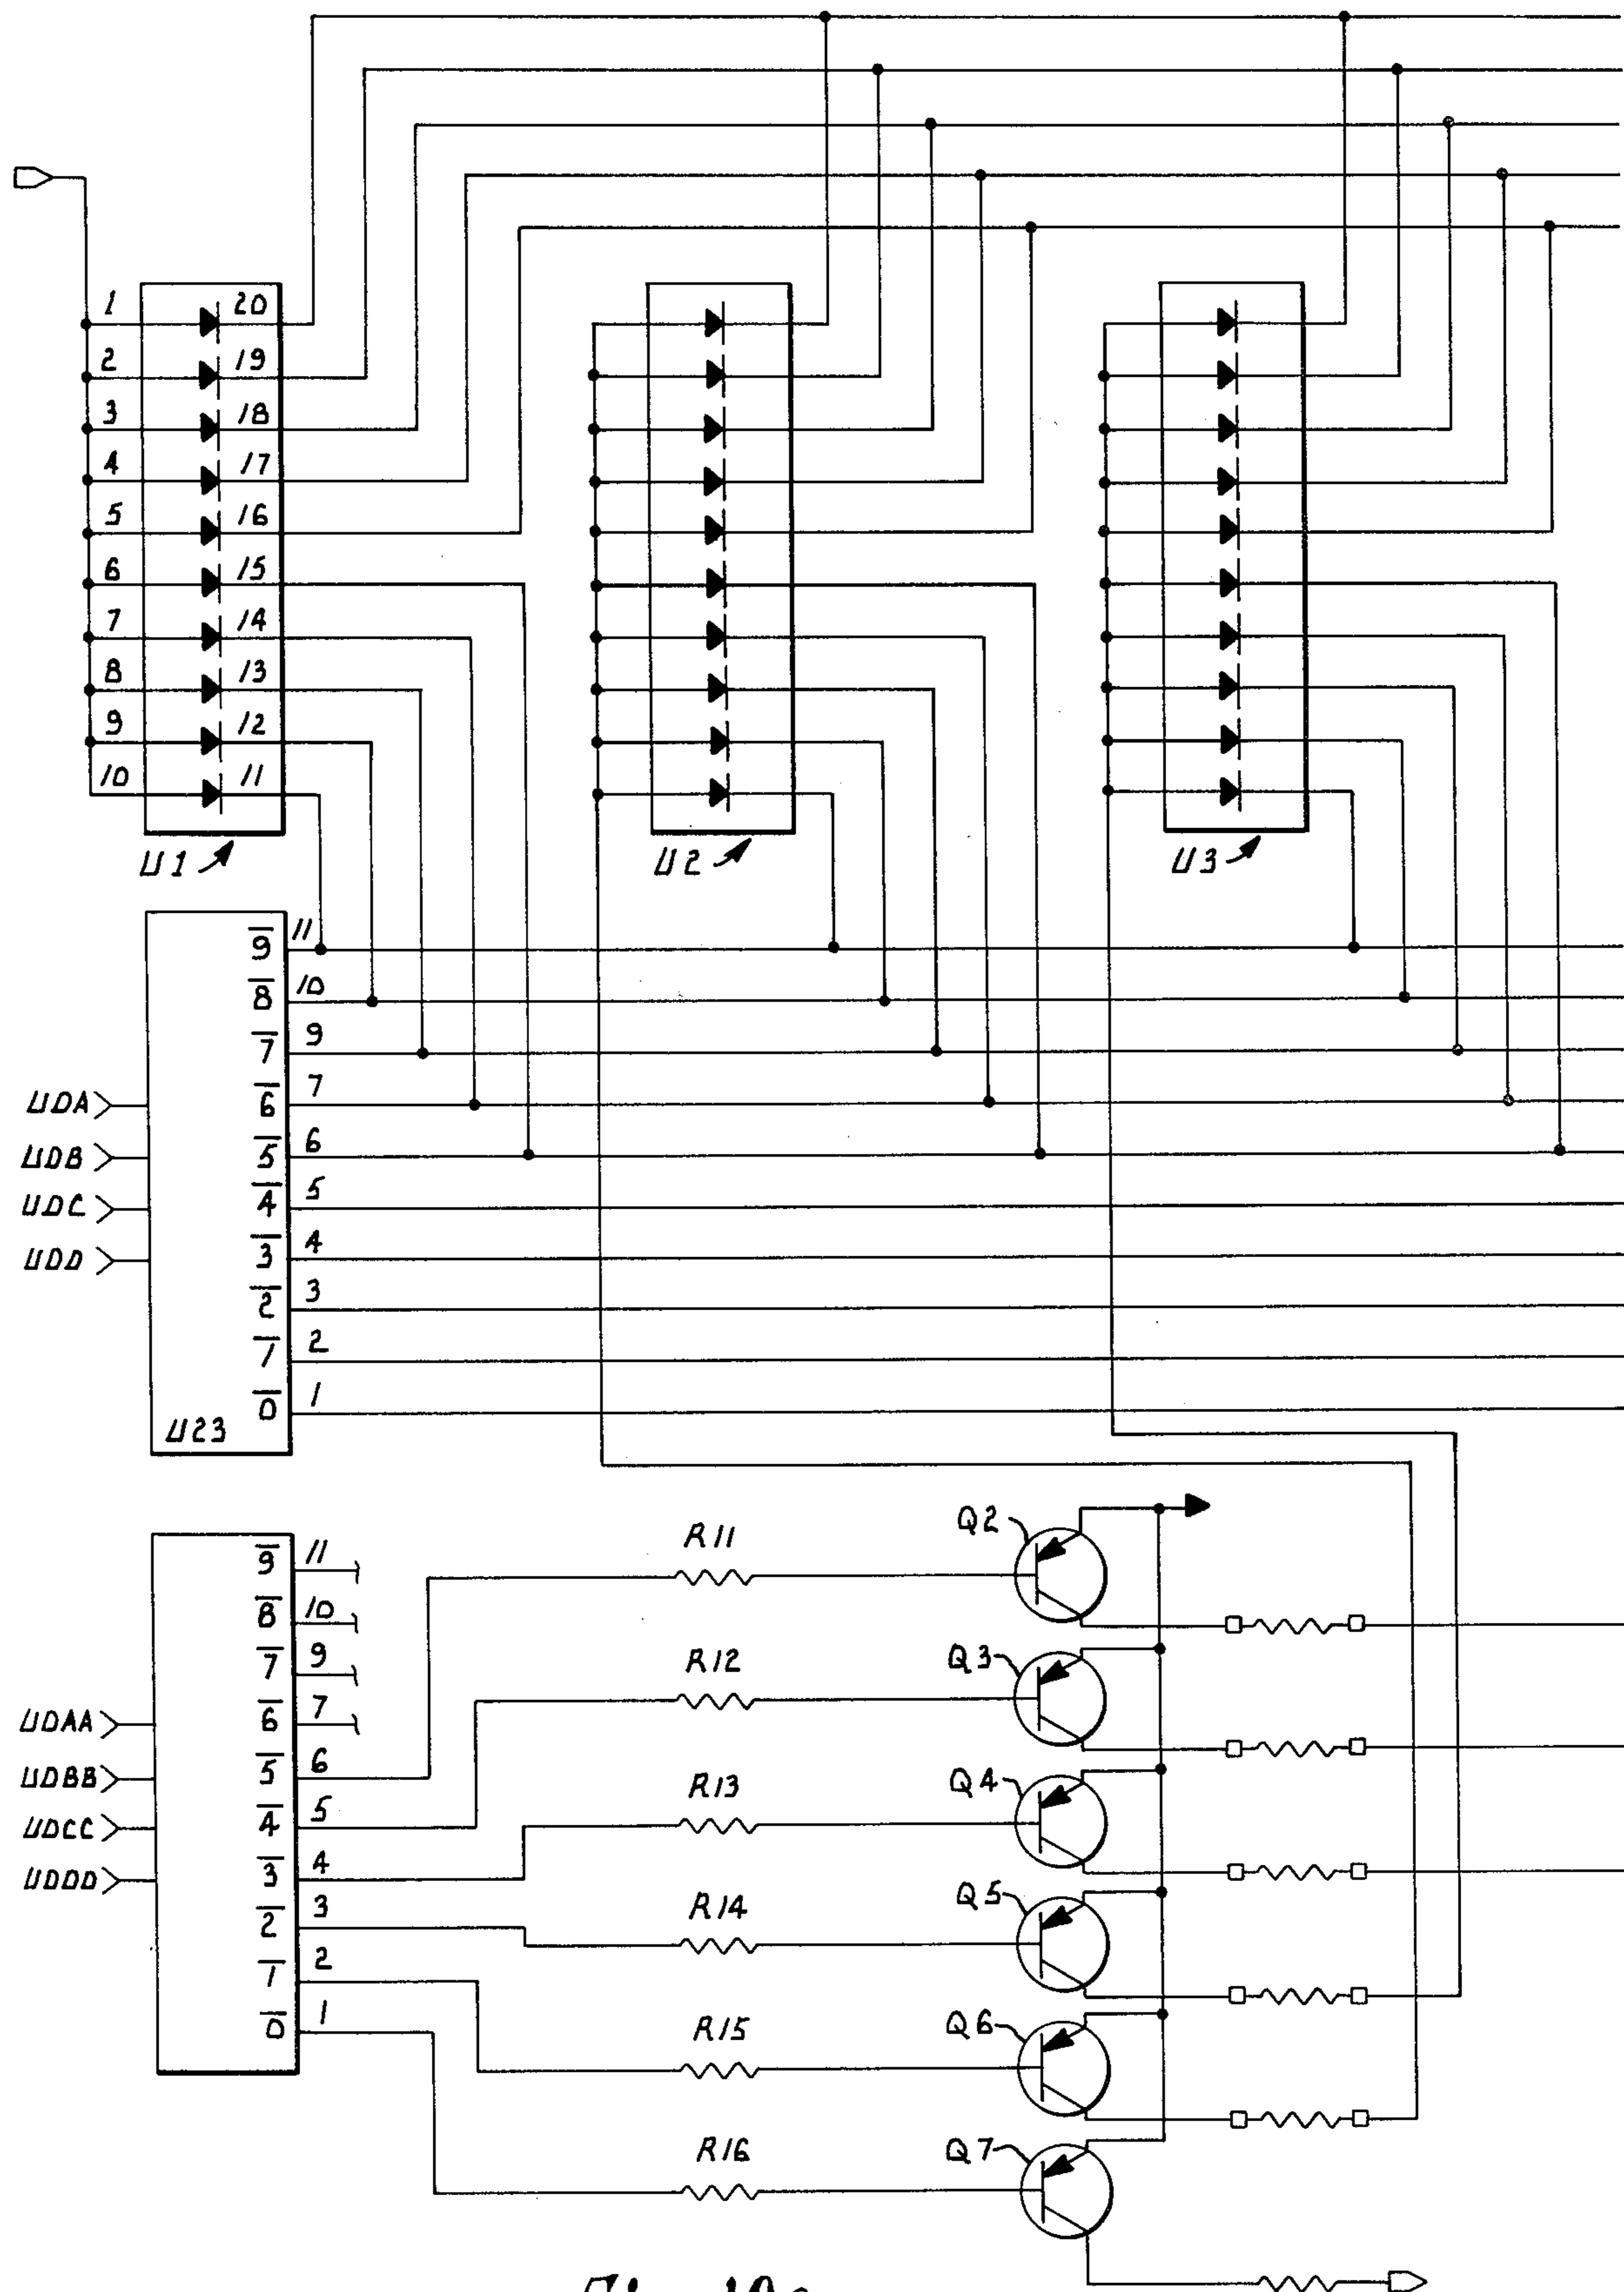 1 20
2 19
3 18
4 17
5 16
6 15
7 14
8 13
9 12
10 11
U1 U2 U3
9̅ 11
8̅ 10
7̅ 9
UDA 6̅ 7
UDB 5̅ 6
UDC 4̅ 5
UDD 3̅ 4
2̅ 3
1̅ 2
0̅ 1
U23
R11 Q2
9̅ 11
8̅ 10
7̅ 9 R12 Q3
UDAA 6̅ 7
UDBB 5̅ 6
UDCC 4̅ 5 R13 Q4
UDDD 3̅ 4
2̅ 3 R14 Q5
1̅ 2
0̅ 1 R15 Q6
R16 Q7